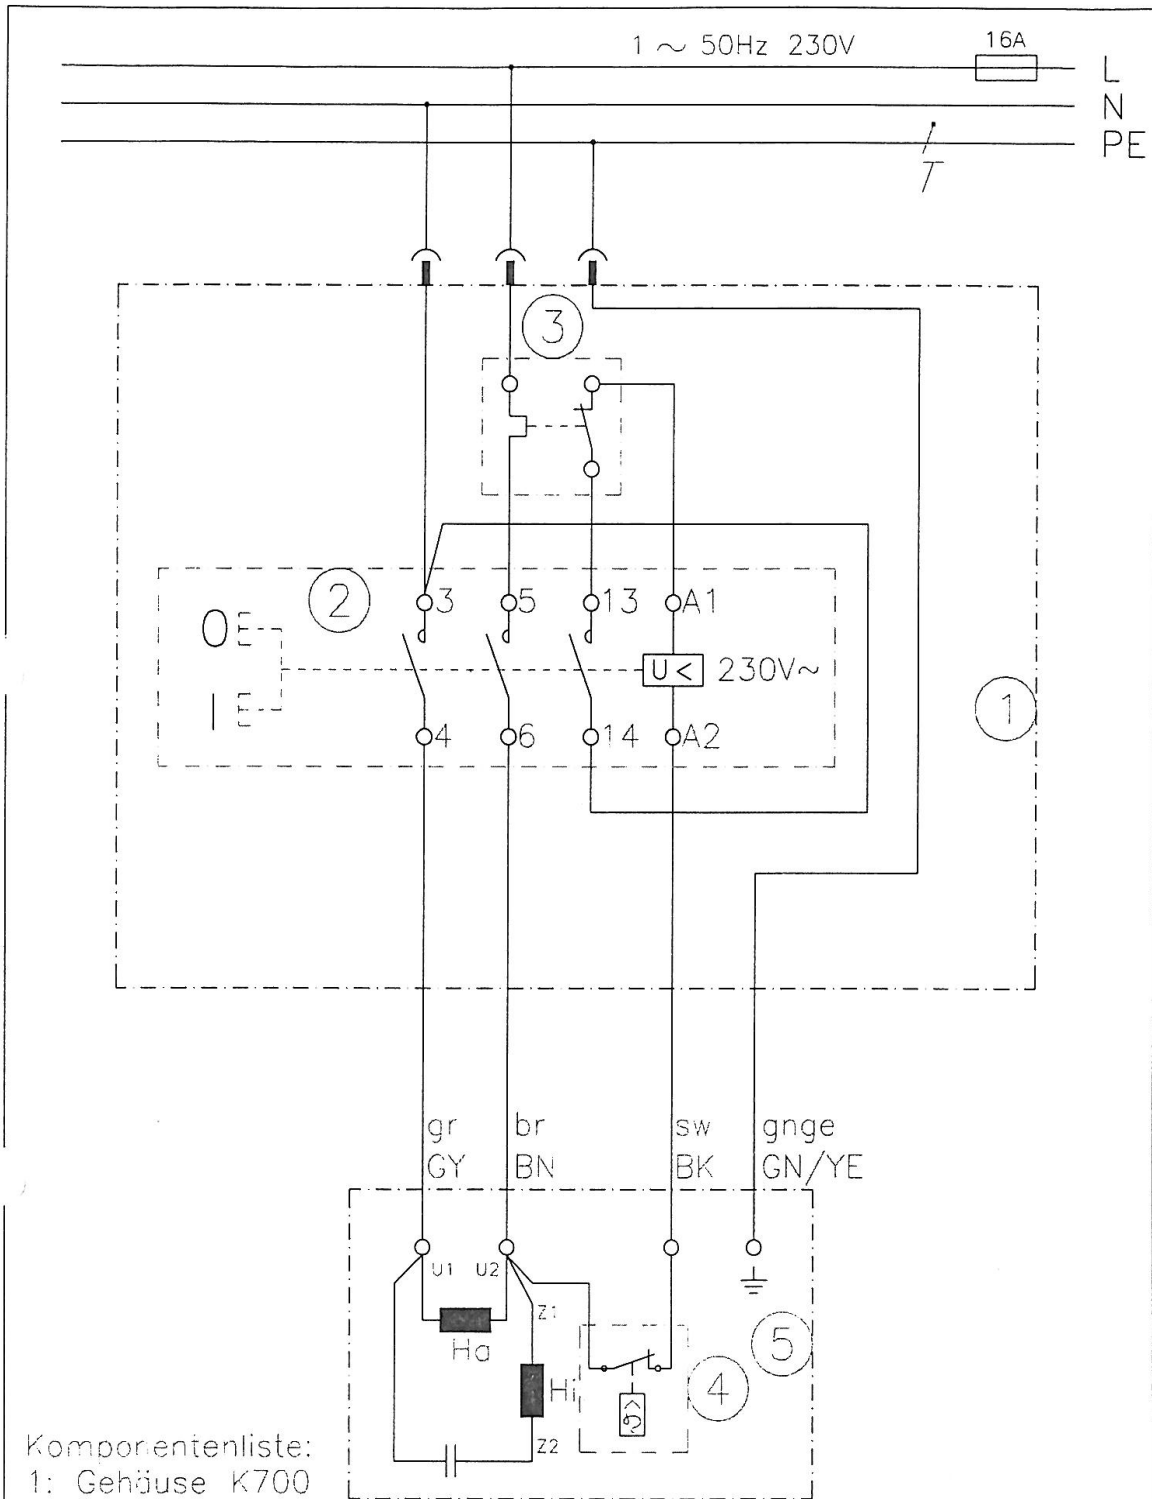 1 ~ 50Hz 230V
16A
L
N
PE
3
2
3
5
13
A1
0
U< 230V~
I
1
4
6
14
A2
gr
br
sw
gnge
GY
BN
BK
GN/YE
U1
U2
Z1
5
Ha
Hi
4
Z2
Komponentenliste:
1: Gehäuse K700